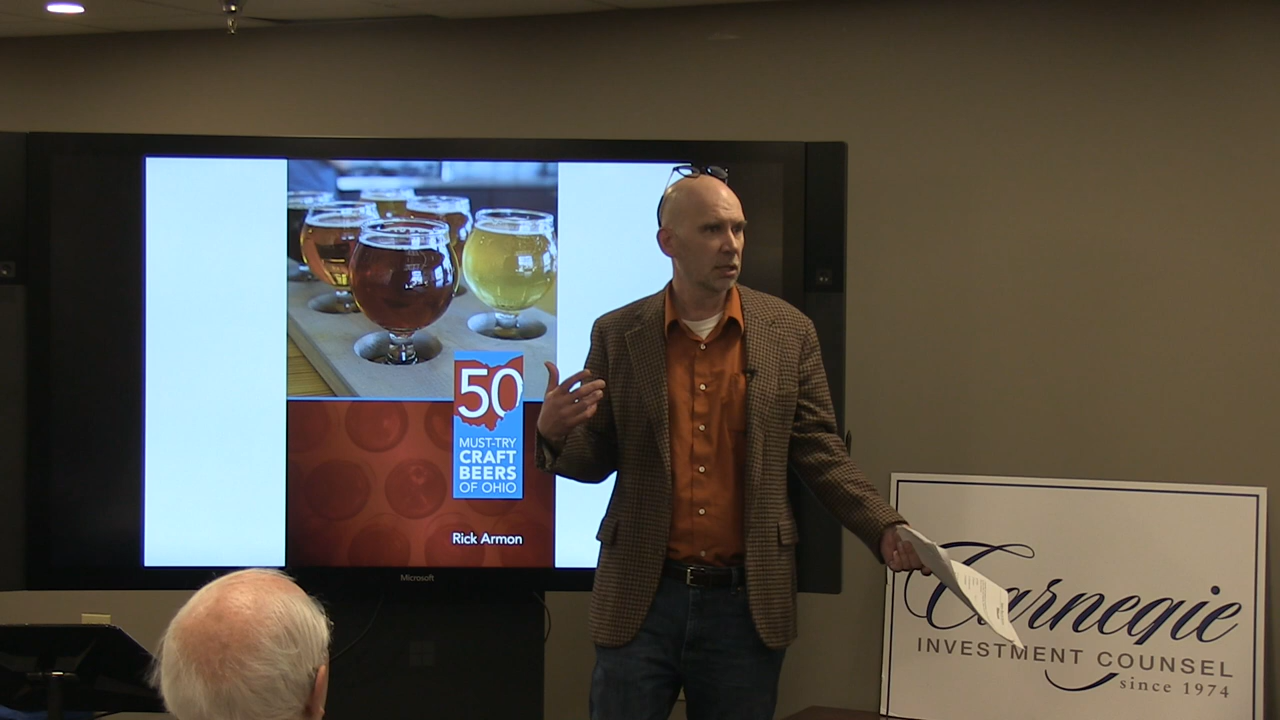 50
MUST-TRY
CRAFT
BEERS
OF OHIO
Rick Armon
Microsoft
Carnegie
INVESTMENT COUNSEL
since 1974